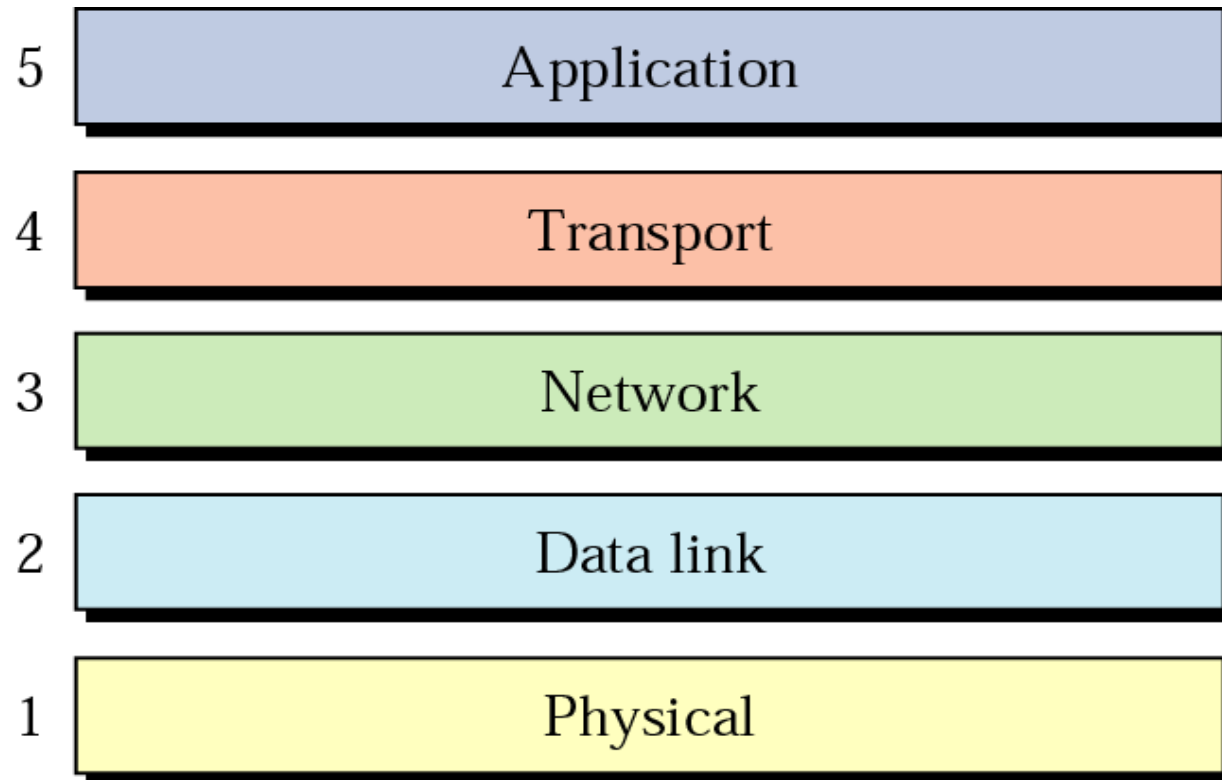 5 Application
4 Transport
3 Network
2 Data link
1 Physical